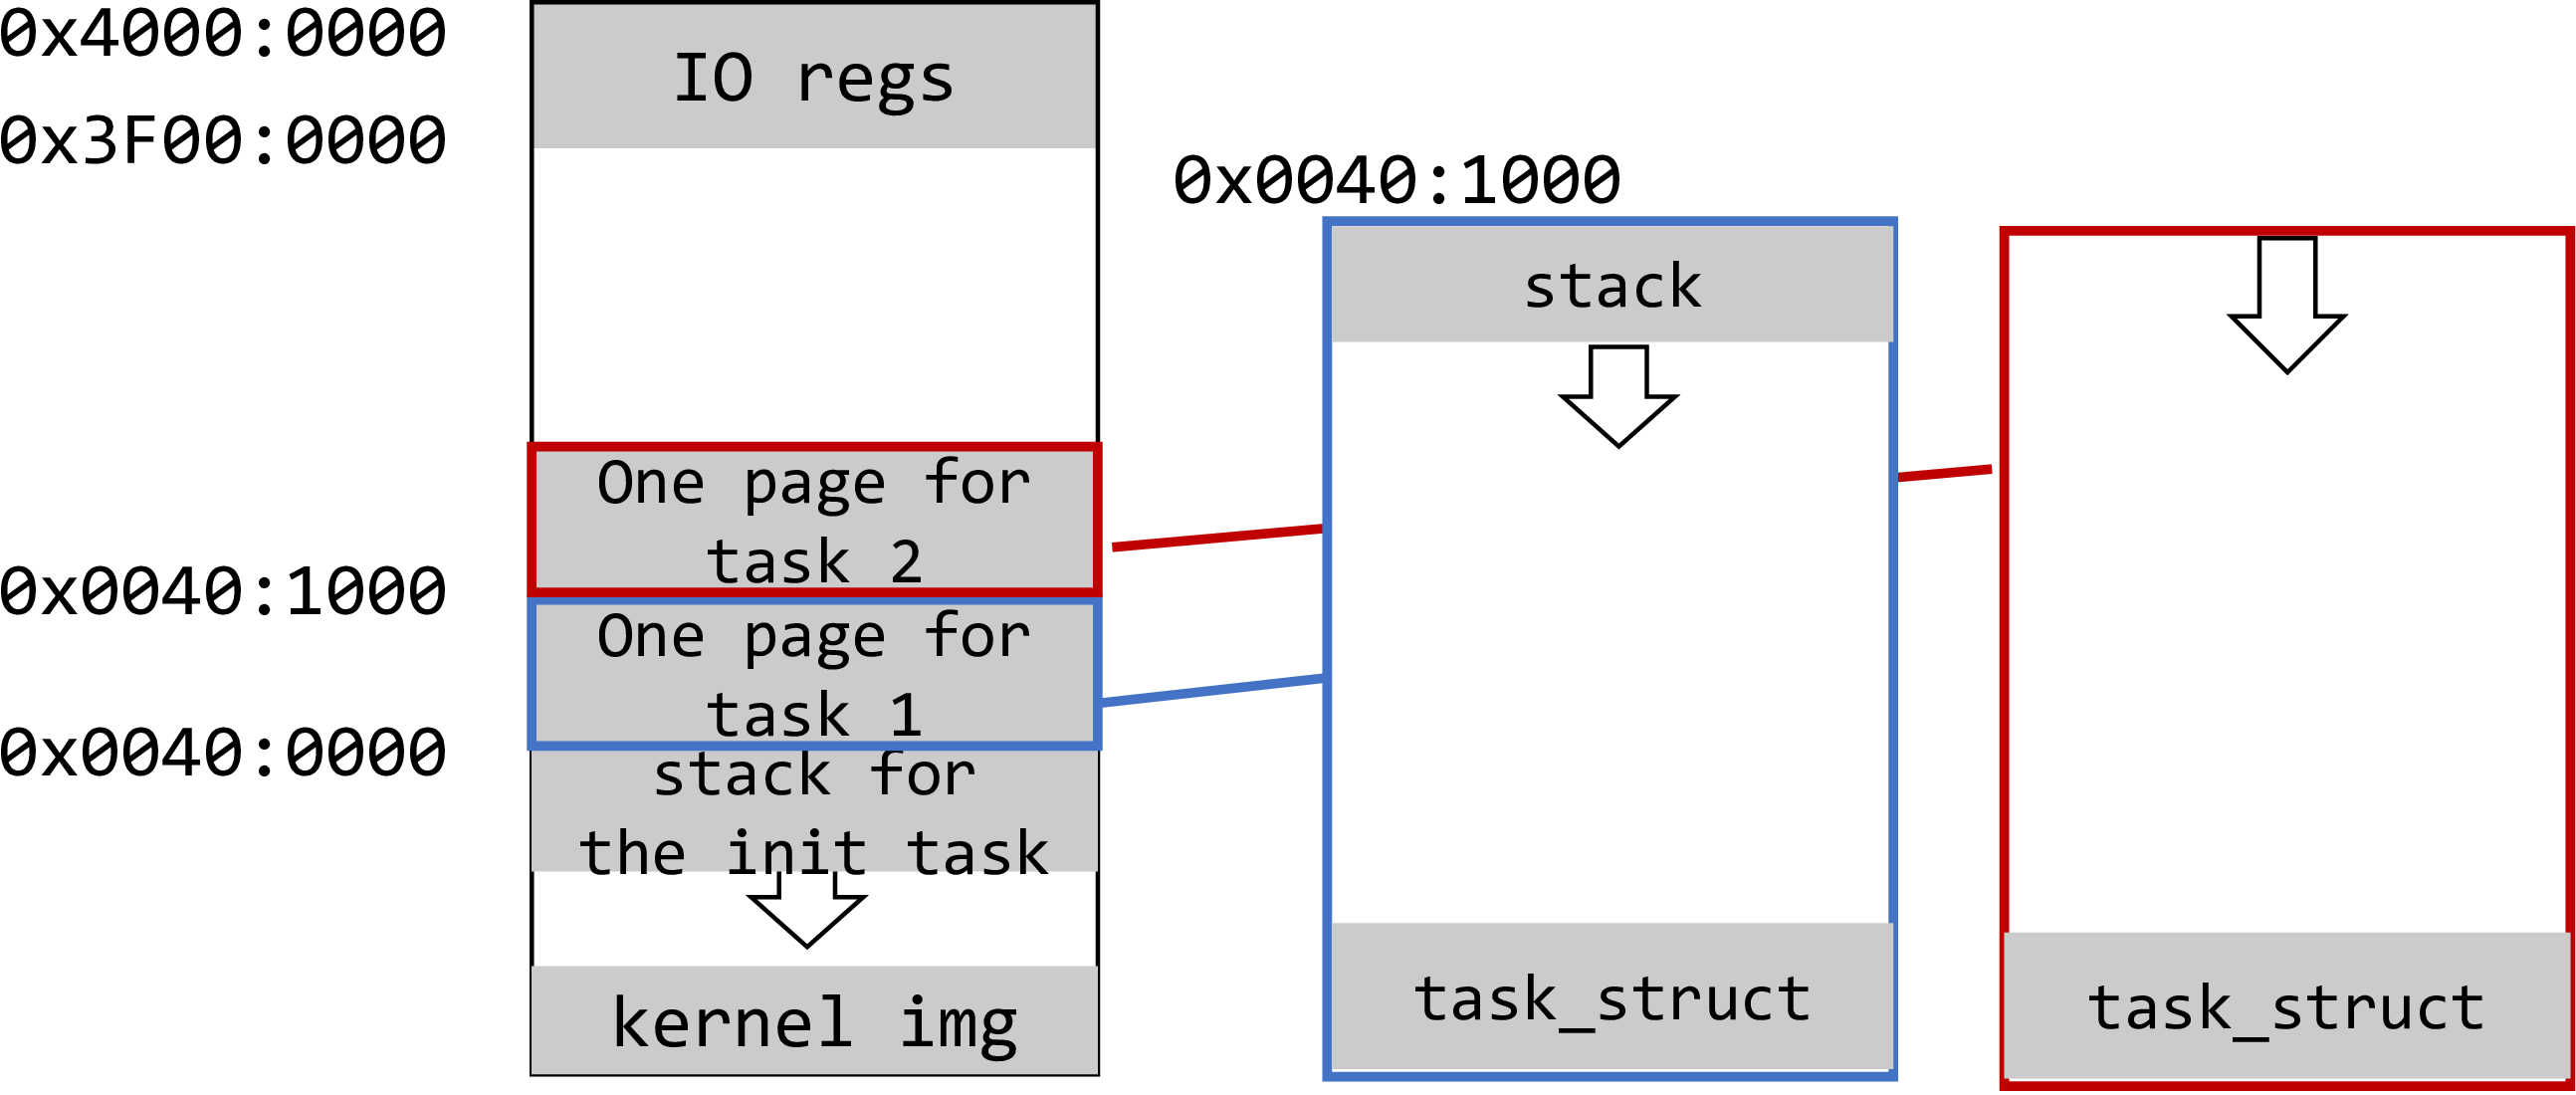 0x4000:0000
IO regs
0x3F00:0000
0x0040:1000
stack
One page for
task 2
0x0040:1000
One page for
task 1
0x0040:0000
stack for
the init task
kernel img
task_struct
task_struct